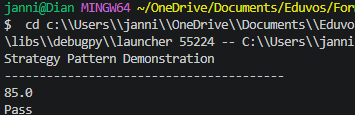 janni@Dian MINGW64 ~/OneDrive/Documents/Eduvos/For
$  cd c:\\Users\\janni\\OneDrive\\Documents\\Eduvo
\libs\\debugpy\\launcher 55224 -- C:\\Users\\janni
Strategy Pattern Demonstration
-----------------------------------
85.0
Pass